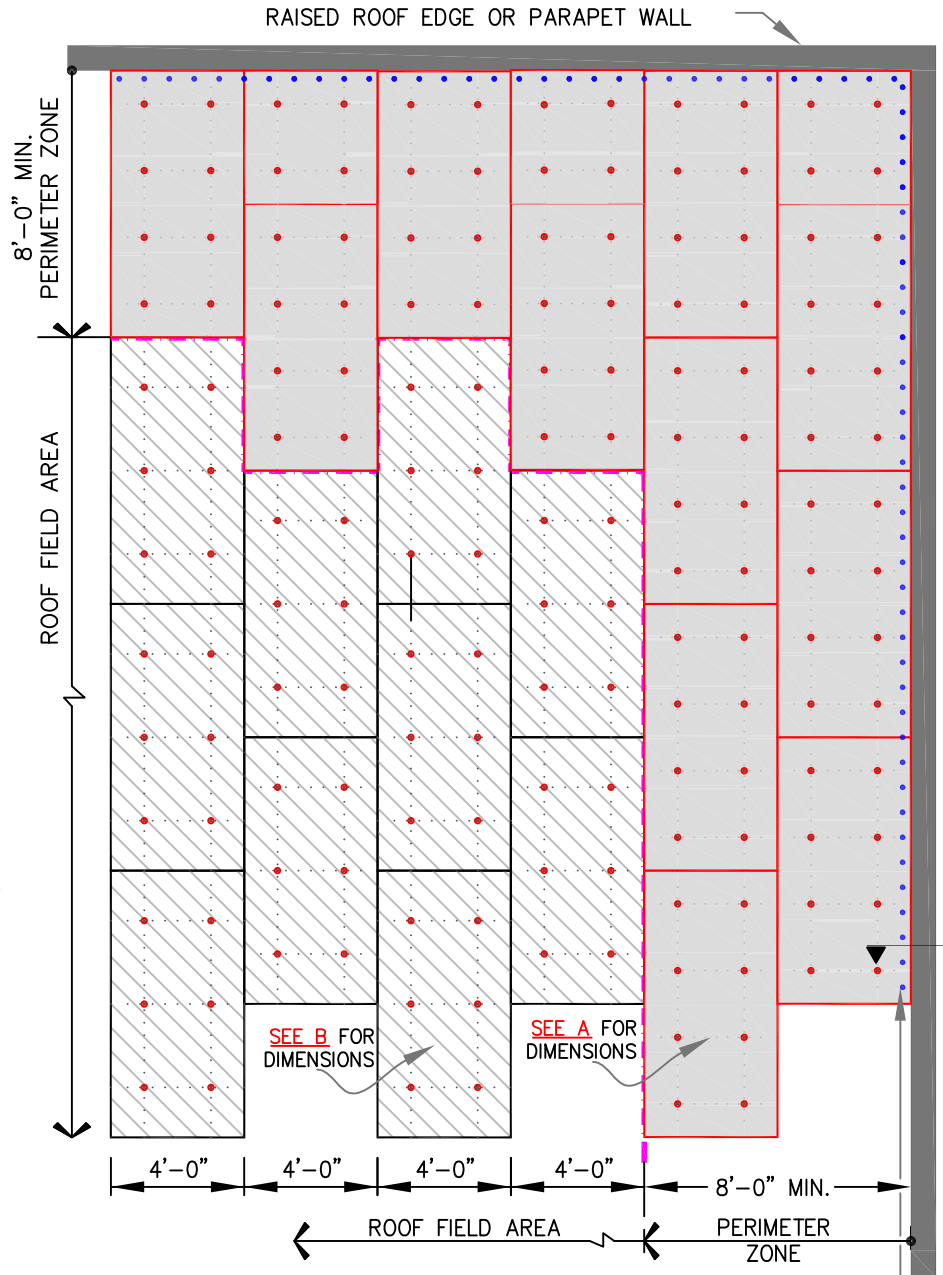 RAISED ROOF EDGE OR PARAPET WALL
8'-0" MIN.
PERIMETER ZONE
ROOF FIELD AREA
SEE B FOR
DIMENSIONS
SEE A FOR
DIMENSIONS
4'-0"
4'-0"
4'-0"
4'-0"
8'-0" MIN.
ROOF FIELD AREA
PERIMETER
ZONE